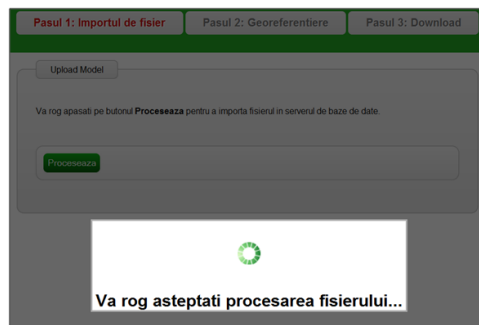 Pasul 1: Importul de fisier
Pasul 2: Georeferentiere
Pasul 3: Download
Upload Model
Va rog apasati pe butonul Proceseaza pentru a importa fisierul in serverul de baze de date.
Proceseaza
Va rog asteptati procesarea fisierului...